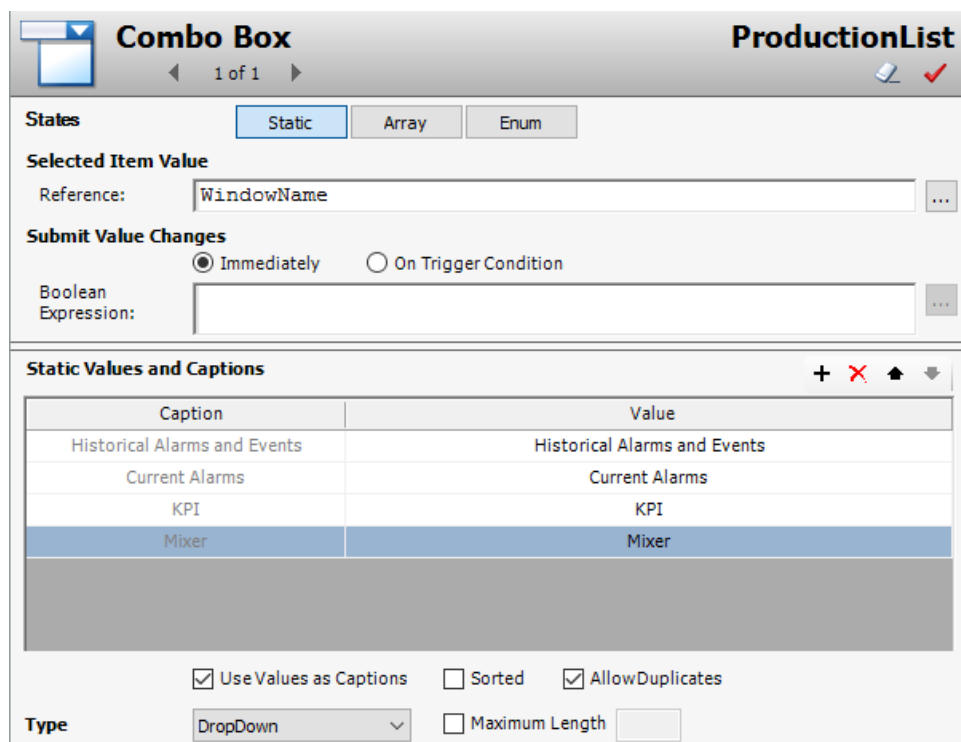 Combo Box ProductionList
1 of 1
States Static Array Enum
Selected Item Value
Reference: WindowName ...
Submit Value Changes
Immediately On Trigger Condition
Boolean
Expression: ...
Static Values and Captions
Caption Value
Historical Alarms and Events Historical Alarms and Events
Current Alarms Current Alarms
KPI KPI
Mixer Mixer
Use Values as Captions Sorted Allow Duplicates
Type DropDown Maximum Length